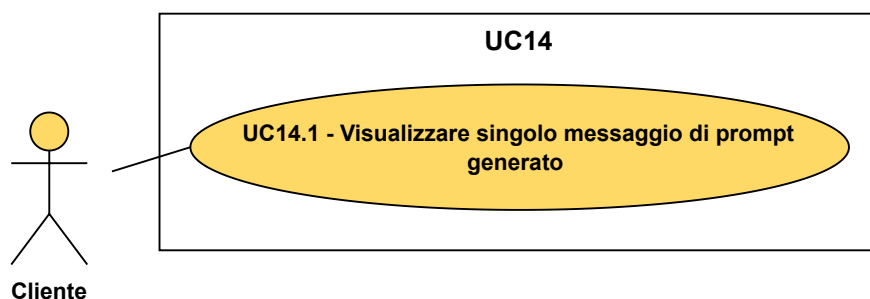 UC14
UC14.1 - Visualizzare singolo messaggio di prompt
generato
Cliente